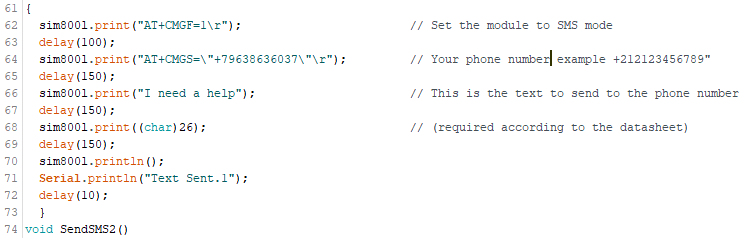 61 {
62 sim800l.print("AT+CMGF=1\r"); // Set the module to SMS mode
63 delay(100);
64 sim800l.print("AT+CMGS=\"+79638636037\"\r"); // Your phone number example +212123456789"
65 delay(150);
66 sim800l.print("I need a help"); // This is the text to send to the phone number
67 delay(150);
68 sim800l.print((char)26); // (required according to the datasheet)
69 delay(150);
70 sim800l.println();
71 Serial.println("Text Sent.1");
72 delay(10);
73 }
74 void SendSMS2()